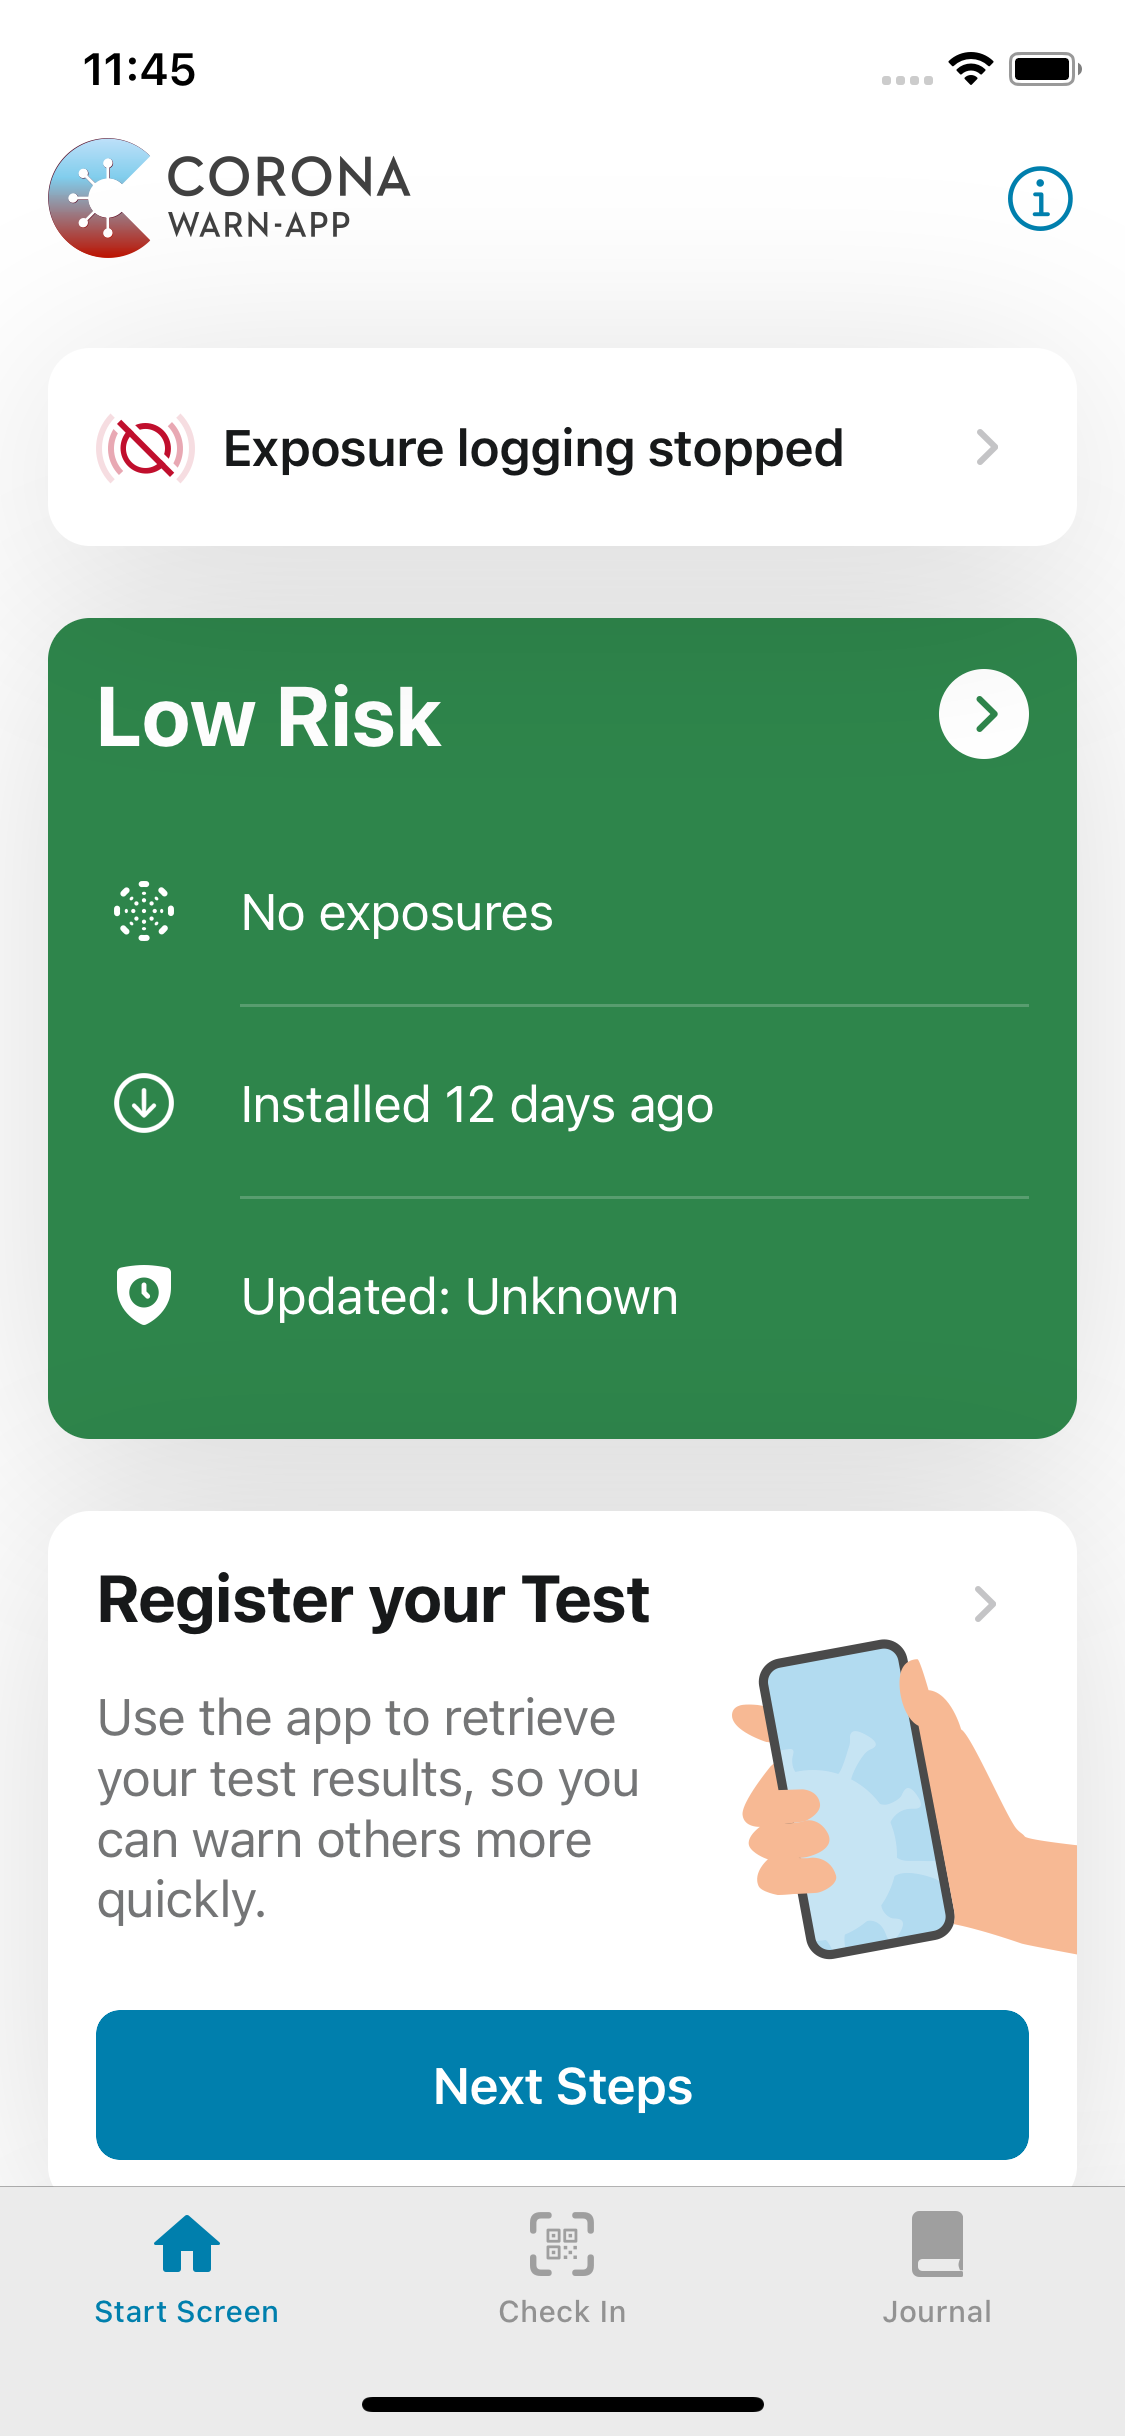 11:45
CORONA
WARN-APP
Exposure logging stopped
Low Risk
No exposures
Installed 12 days ago
Updated: Unknown
Register your Test
Use the app to retrieve
your test results, so you
can warn others more
quickly.
Next Steps
Start Screen
Check In
Journal